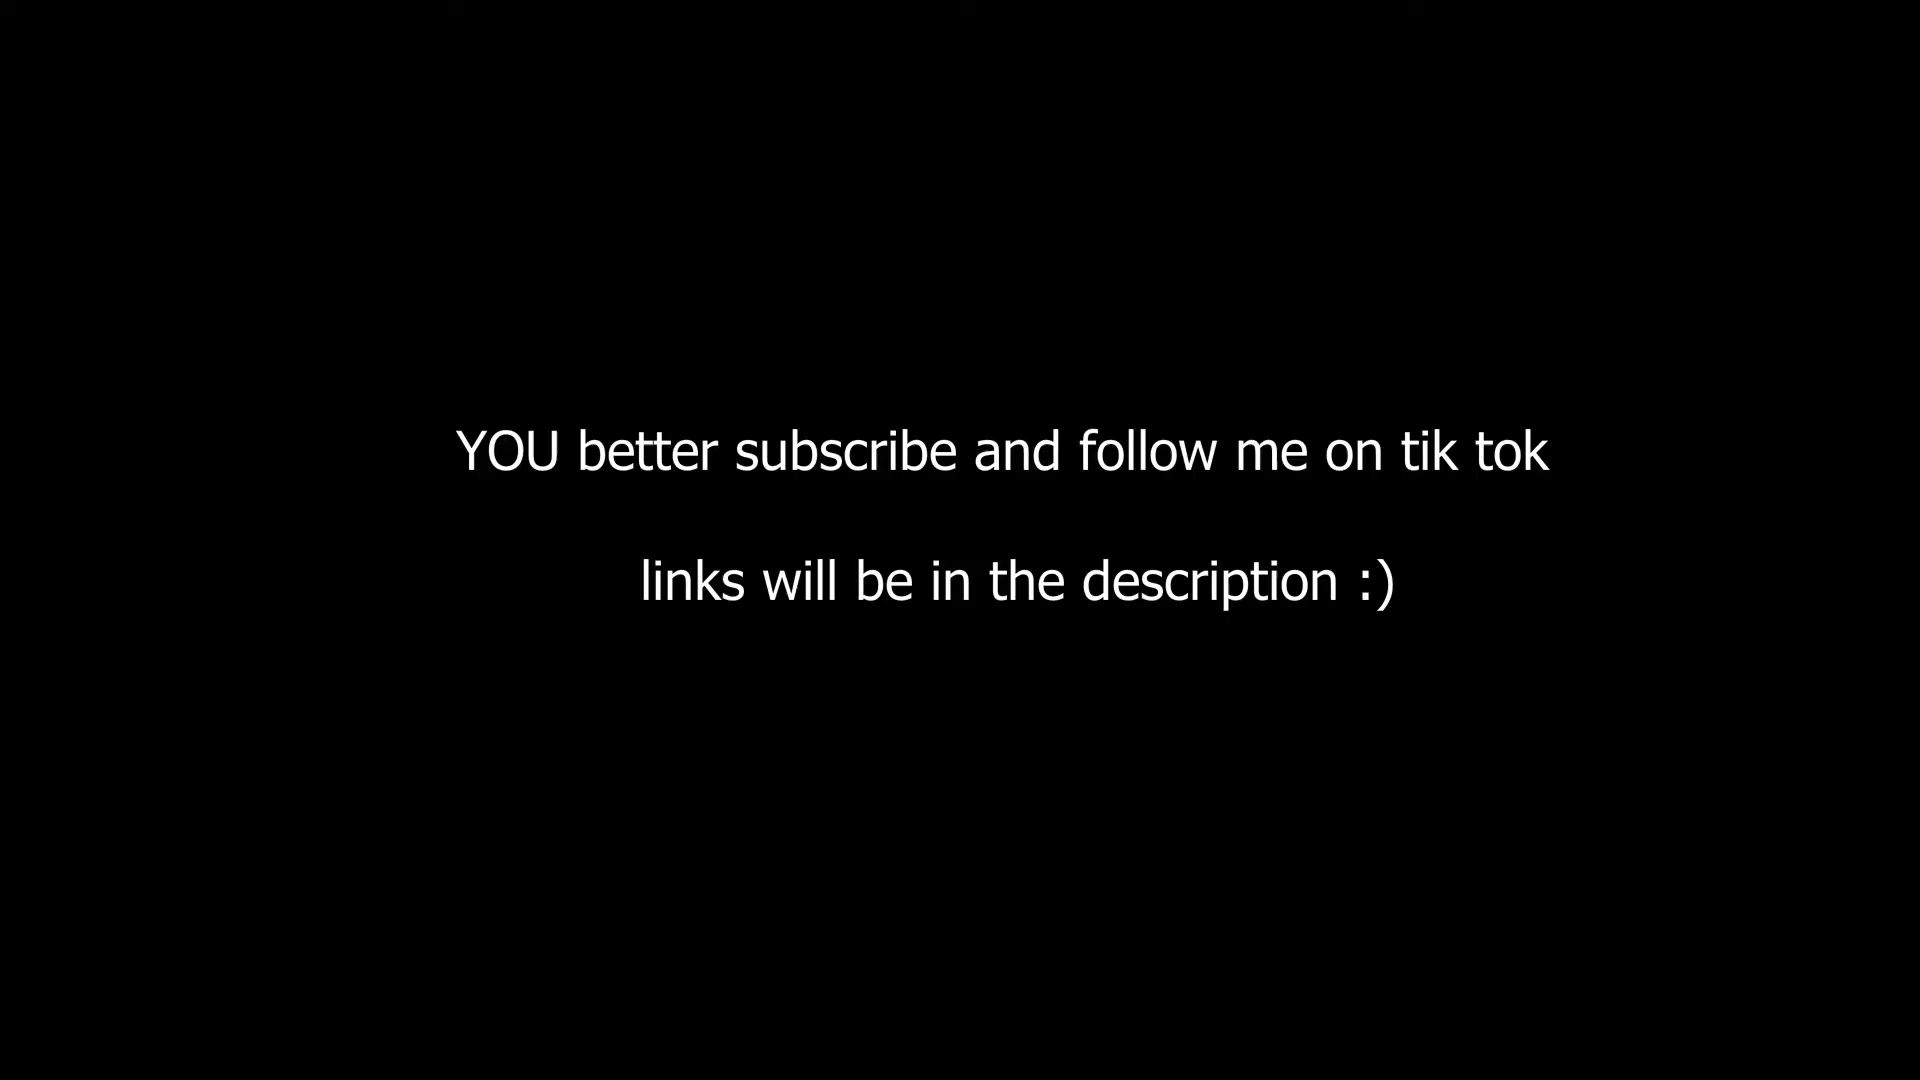 YOU better subscribe and follow me on tik tok
links will be in the description :)